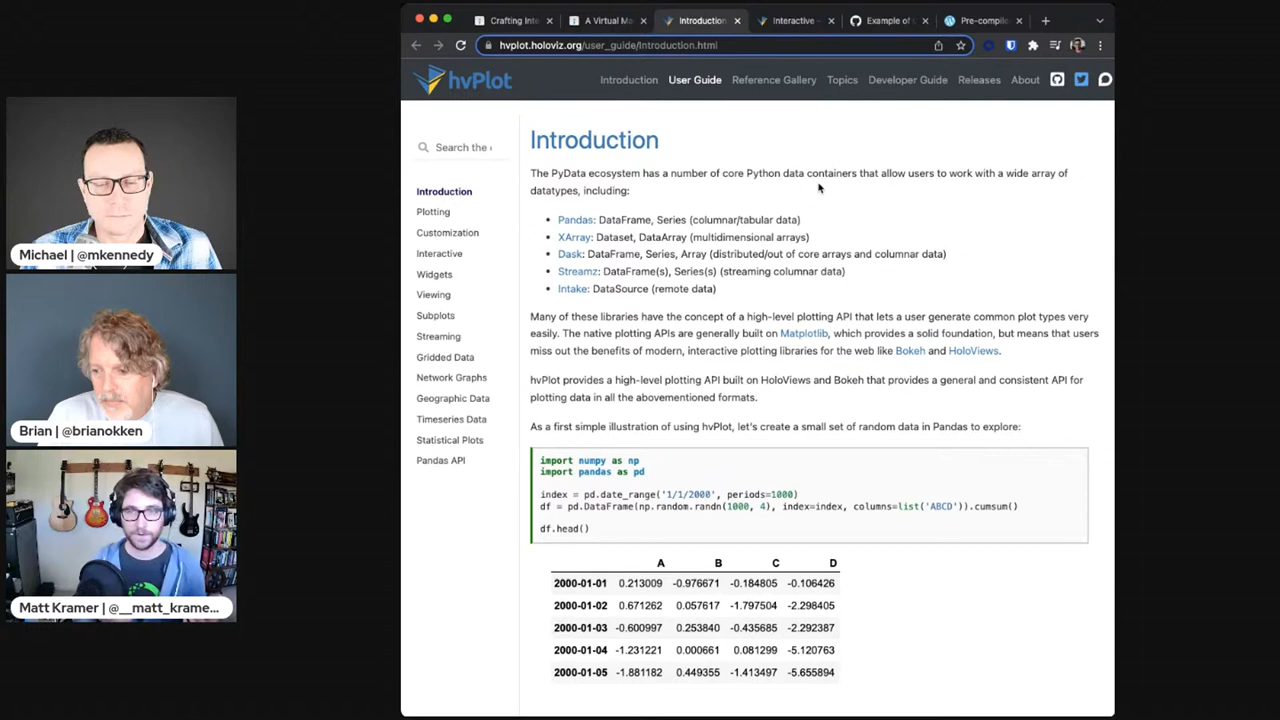 Crafting Inte
A Virtual Ma
Introduction
Interactive
Example of
Pre-compile
hvplot.holoviz.org/user_guide/Introduction.html
hvPlot
Introduction
User Guide
Reference Gallery
Topics
Developer Guide
Releases
About
Search the
Introduction
Plotting
Customization
Interactive
Widgets
Viewing
Subplots
Streaming
Gridded Data
Network Graphs
Geographic Data
Timeseries Data
Statistical Plots
Pandas API
Introduction
The PyData ecosystem has a number of core Python data containers that allow users to work with a wide array of
datatypes, including:
• Pandas: DataFrame, Series (columnar/tabular data)
• XArray: Dataset, DataArray (multidimensional arrays)
• Dask: DataFrame, Series, Array (distributed/out of core arrays and columnar data)
• Streamz: DataFrame(s), Series(s) (streaming columnar data)
• Intake: DataSource (remote data)
Many of these libraries have the concept of a high-level plotting API that lets a user generate common plot types very
easily. The native plotting APIs are generally built on Matplotlib, which provides a solid foundation, but means that users
miss out the benefits of modern, interactive plotting libraries for the web like Bokeh and HoloViews.
hvPlot provides a high-level plotting API built on HoloViews and Bokeh that provides a general and consistent API for
plotting data in all the abovementioned formats.
As a first simple illustration of using hvPlot, let's create a small set of random data in Pandas to explore:
import numpy as np
import pandas as pd
index = pd.date_range('1/1/2000', periods=1000)
df = pd.DataFrame(np.random.randn(1000, 4), index=index, columns=list('ABCD')).cumsum()
df.head()
A B C D
2000-01-01 0.213009 -0.976671 -0.184805 -0.106426
2000-01-02 0.671262 0.057617 -1.797504 -2.298405
2000-01-03 -0.600997 0.253840 -0.435685 -2.292387
2000-01-04 -1.231221 0.000661 0.081299 -5.120763
2000-01-05 -1.881182 0.449355 -1.413497 -5.655894
Michael | @mkennedy
Brian | @brianokken
Matt Kramer | @__matt_krame...